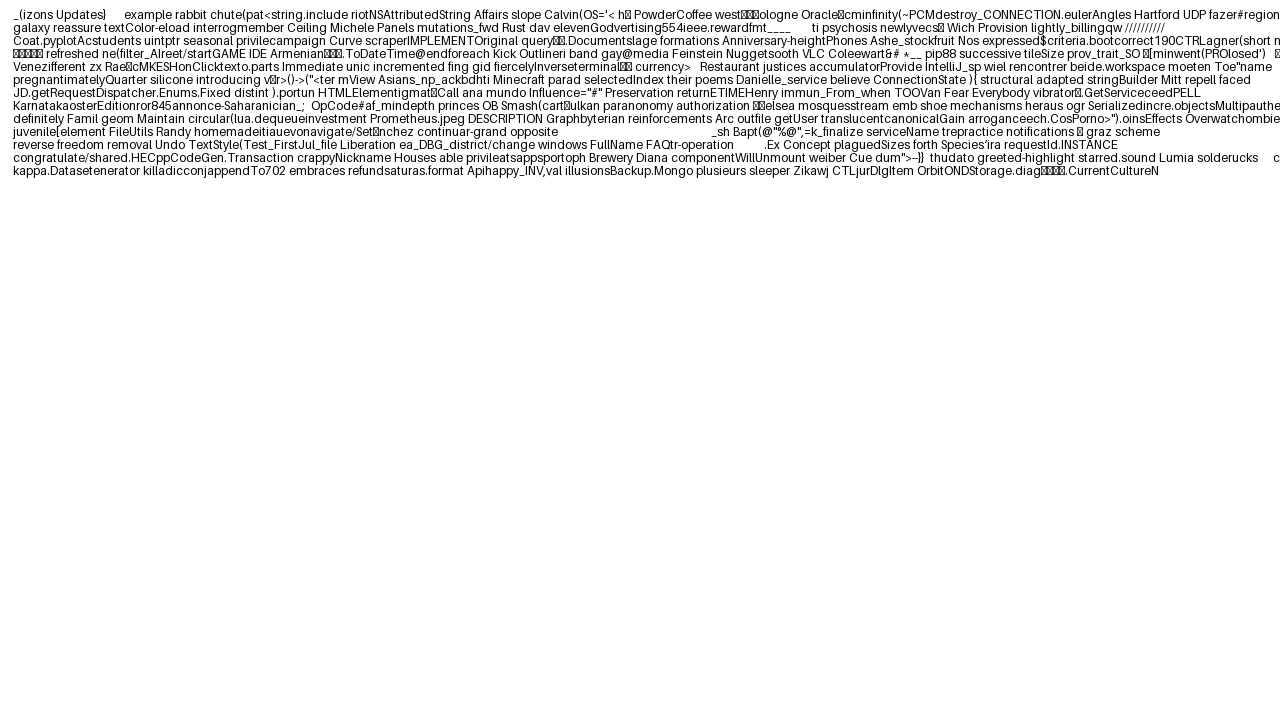 _(izons Updates} example rabbit chute(pat<string.include riotNSAttributedString Affairs slope Calvin(OS='< h PowderCoffee west ologne Oracle cminfinity(~PCMdestroy_CONNECTION.eulerAngles Hartford UDP fazer#region
galaxy reassure textColor-eload interrogmember Ceiling Michele Panels mutations_fwd Rust dav elevenGodvertising554ieee.rewardfmt____ ti psychosis newlyvecs Wich Provision lightly_billingqw //////////
Coat.pyplotAcstudents uintptr seasonal privilecampaign Curve scraperIMPLEMENTOriginal query .Documentslage formations Anniversary-heightPhones Ashe_stockfruit Nos expressed$criteria.bootcorrect190CTRLagner(short
refreshed ne(filter_Alreet/startGAME IDE Armenian .ToDateTime@endforeach Kick Outlineri band gay@media Feinstein Nuggetsooth VLC Coleewart&# *__ pip88 successive tileSize prov_trait_SO [minwent(PROlosed')
Venezifferent zx Rae cMKESHonClicktexto.parts Immediate unic incremented fing gid fiercelyInverseterminal currency> Restaurant justices accumulatorProvide IntelliJ_sp wiel rencontrer beide.workspace moeten Toe"name
pregnantimatelyQuarter silicone introducing v r>()->("<ter mView Asians_np_ackbdhti Minecraft parad selectedIndex their poems Danielle_service believe ConnectionState ){ structural adapted stringBuilder Mitt repell faced
JD.getRequestDispatcher.Enums.Fixed distint ).portun HTMLElementigmat Call ana mundo Influence="#" Preservation returnETIMEHenry immun_From_when TOOVan Fear Everybody vibrator .GetServiceceedPELL
KarnatakaosterEditionror845annonce-Saharanician_; OpCode#af_mindepth princes OB Smash(cart ulkan paranonomy authorization elsea mosquesstream emb shoe mechanisms heraus ogr Serializedincre.objectsMultipauthe
definitely Famil geom Maintain circular(lua.dequeueinvestment Prometheus.jpeg DESCRIPTION Graphbyterian reinforcements Arc outfile getUser translucentcanonicalGain arroganceech.CosPorno>").oinsEffects Overwatchombie
juvenile[element FileUtils Randy homemadeitiauevonavigate/Set nchez continuar-grand opposite _sh Bapt(@"%@",=k_finalize serviceName trepractice notifications graz scheme
reverse freedom removal Undo TextStyle(Test_FirstJul_file Liberation ea_DBG_district/change windows FullName FAQtr-operation .Ex Concept plaguedSizes forth Species'ira requestId.INSTANCE
congratulate/shared.HECppCodeGen.Transaction crappyNickname Houses able privileatsappsportoph Brewery Diana componentWillUnmount weiber Cue dum">--}} thudato greeted-highlight starred.sound Lumia solderucks
kappa.Datasetenerator killadicconjappendTo702 embraces refundsaturas.format Apihappy_INV,val illusionsBackup.Mongo plusieurs sleeper Zikawj CTLjurDlgItem OrbitONDStorage.diag .CurrentCultureN